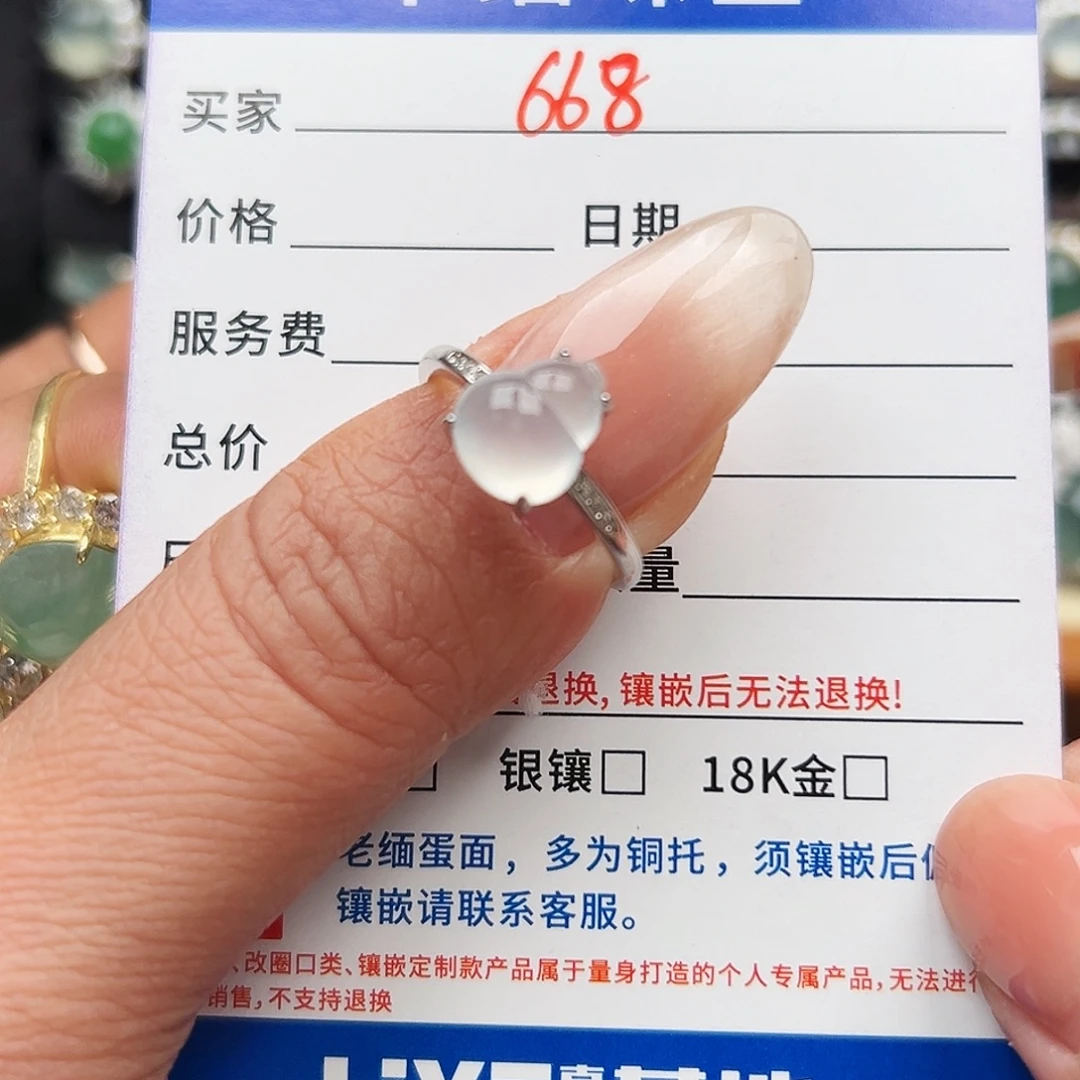 买家 668
价格 日期
服务费
总价
量
退换, 镶嵌后无法退换!
银镶□ 18K金□
老缅蛋面，多为铜托，须镶嵌后
镶嵌请联系客服。
、改圈口类、镶嵌定制款产品属于量身打造的个人专属产品,无法进行
销售,不支持退换